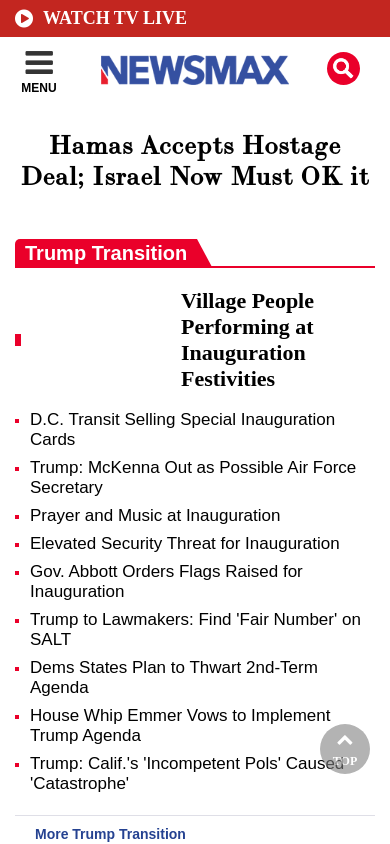 WATCH TV LIVE
MENU
NEWSMAX
Hamas Accepts Hostage
Deal; Israel Now Must OK it
Trump Transition
Village People
Performing at
Inauguration
Festivities
D.C. Transit Selling Special Inauguration
Cards
Trump: McKenna Out as Possible Air Force
Secretary
Prayer and Music at Inauguration
Elevated Security Threat for Inauguration
Gov. Abbott Orders Flags Raised for
Inauguration
Trump to Lawmakers: Find 'Fair Number' on
SALT
Dems States Plan to Thwart 2nd-Term
Agenda
House Whip Emmer Vows to Implement
Trump Agenda
Trump: Calif.'s 'Incompetent Pols' Caused
'Catastrophe'
TOP
More Trump Transition